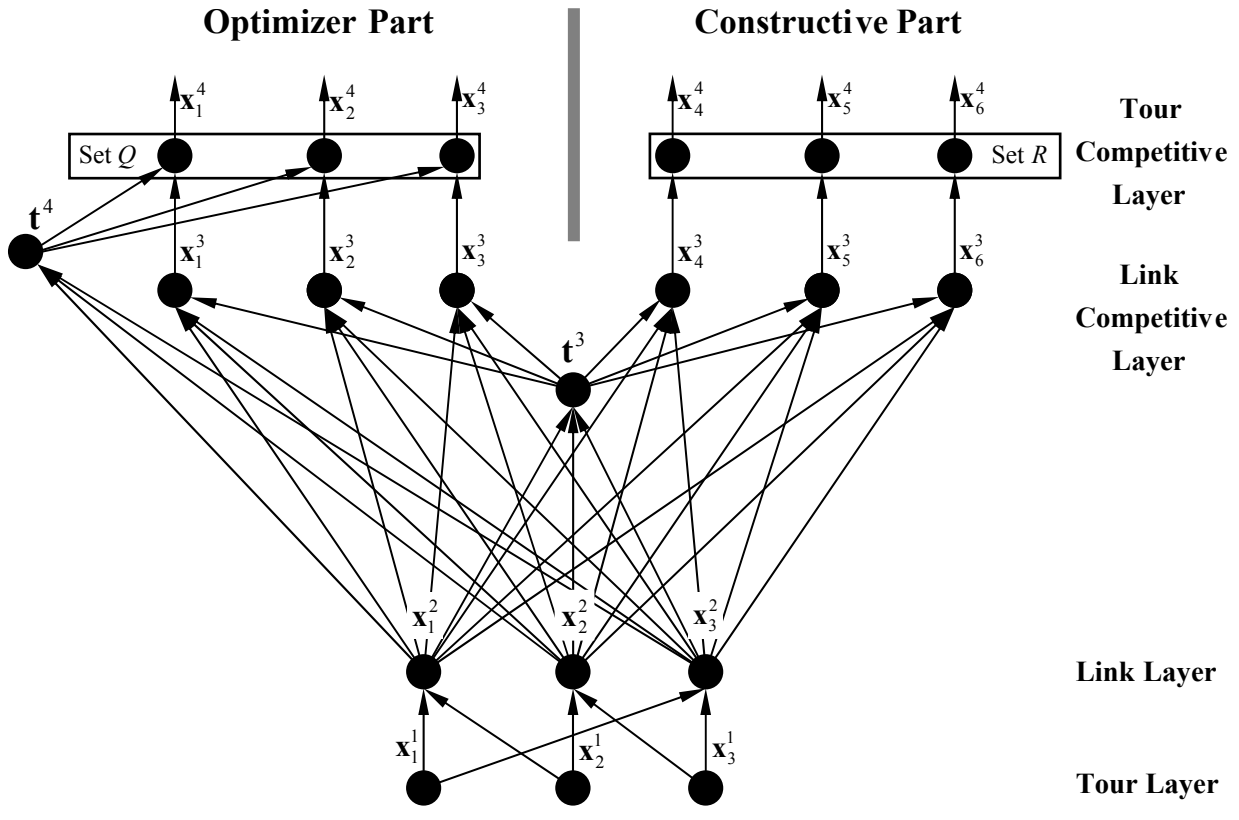 Optimizer Part
Constructive Part
x₁⁴ x₂⁴ x₃⁴ x₄⁴ x₅⁴ x₆⁴
Tour
Competitive
Layer
Set Q
Set R
t⁴
x₁³ x₂³ x₃³ x₄³ x₅³ x₆³
Link
Competitive
Layer
t³
x₁² x₂² x₃²
Link Layer
x₁¹ x₂¹ x₃¹
Tour Layer